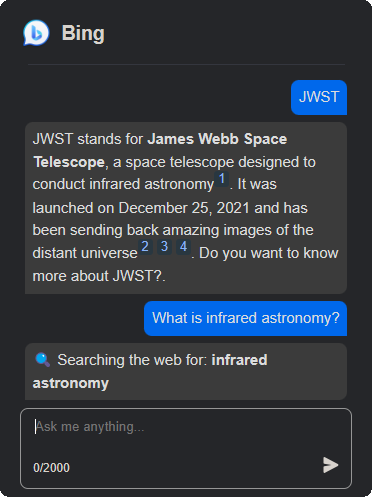 Bing
JWST
JWST stands for James Webb Space
Telescope, a space telescope designed to
conduct infrared astronomy 1. It was
launched on December 25, 2021 and has
been sending back amazing images of the
distant universe 2 3 4. Do you want to know
more about JWST?.
What is infrared astronomy?
Searching the web for: infrared
astronomy
Ask me anything...
0/2000